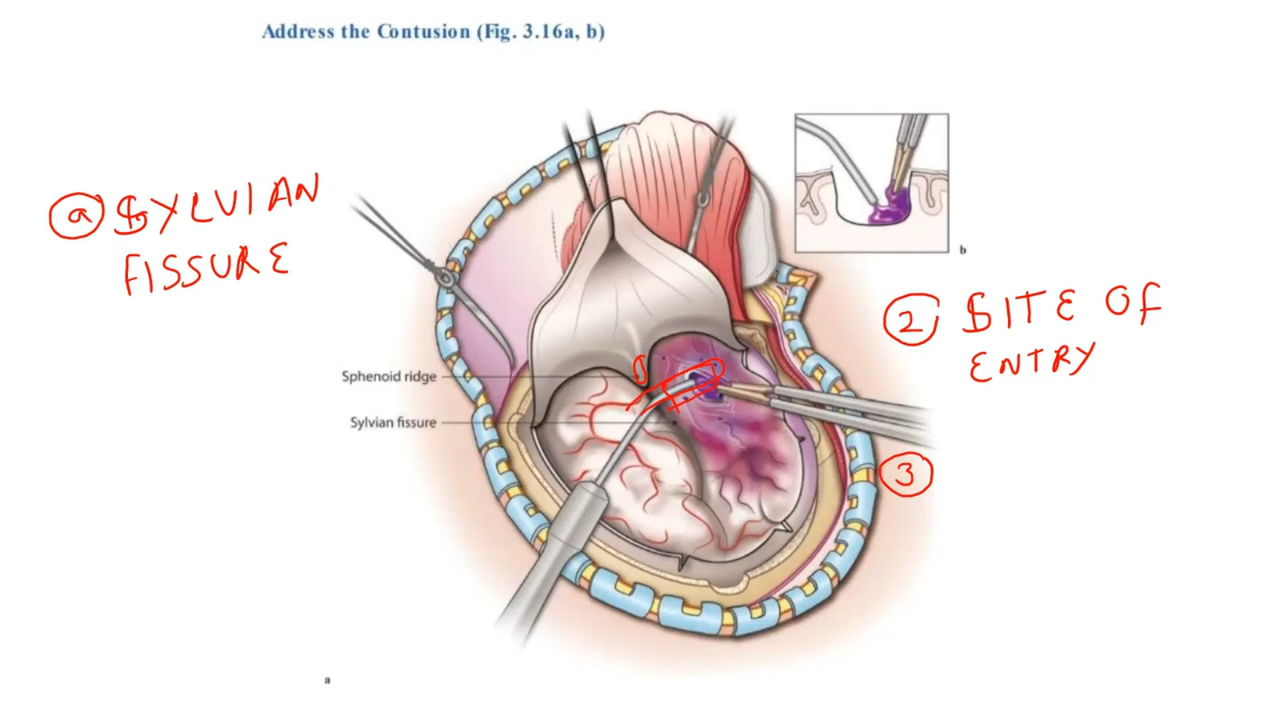 Address the Contusion (Fig. 3.16a, b)
ⓐ SYLVIAN
FISSURE
b
② SITE OF
ENTRY
Sphenoid ridge
Sylvian fissure
③
a